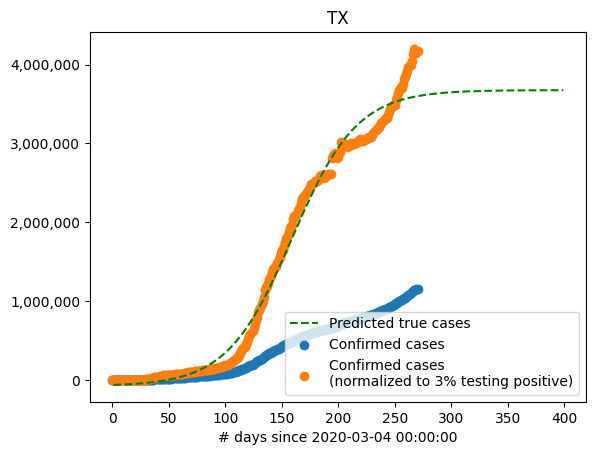 TX
4,000,000
3,000,000
2,000,000
1,000,000
0
Predicted true cases
Confirmed cases
Confirmed cases
(normalized to 3% testing positive)
0 50 100 150 200 250 300 350 400
# days since 2020-03-04 00:00:00